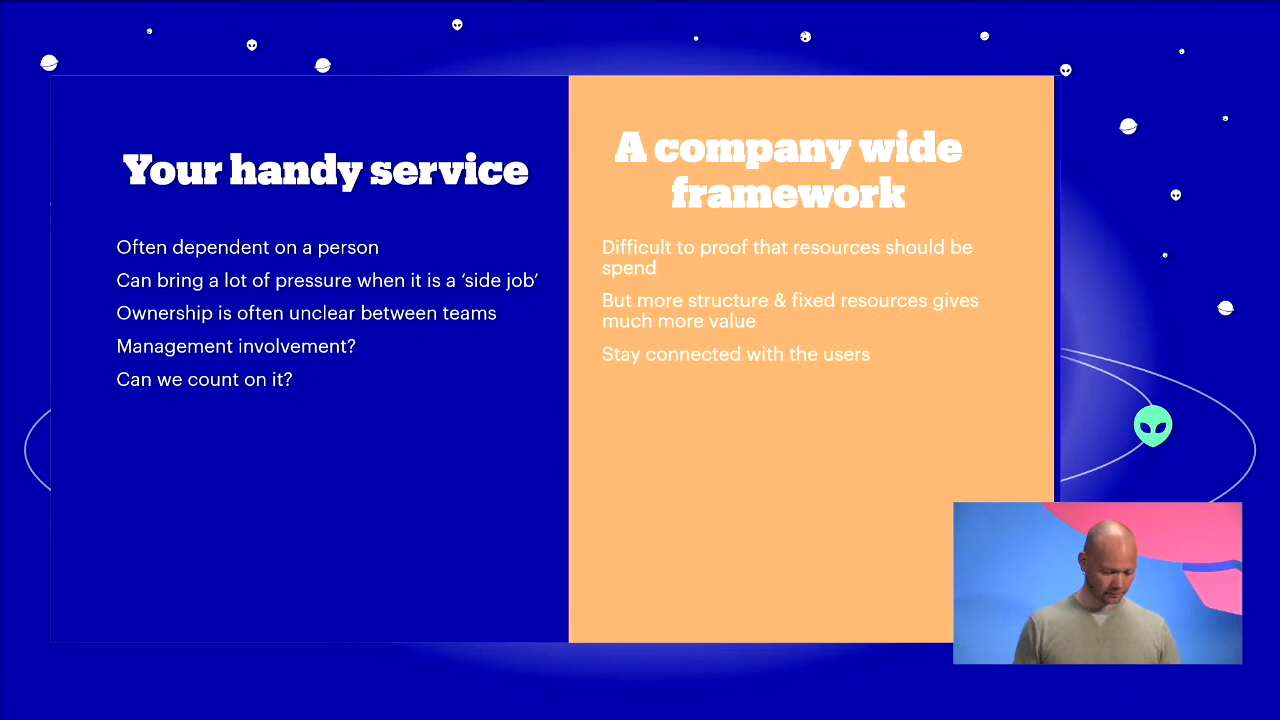 Your handy service
Often dependent on a person
Can bring a lot of pressure when it is a ‘side job’
Ownership is often unclear between teams
Management involvement?
Can we count on it?
A company wide
framework
Difficult to proof that resources should be
spend
But more structure & fixed resources gives
much more value
Stay connected with the users